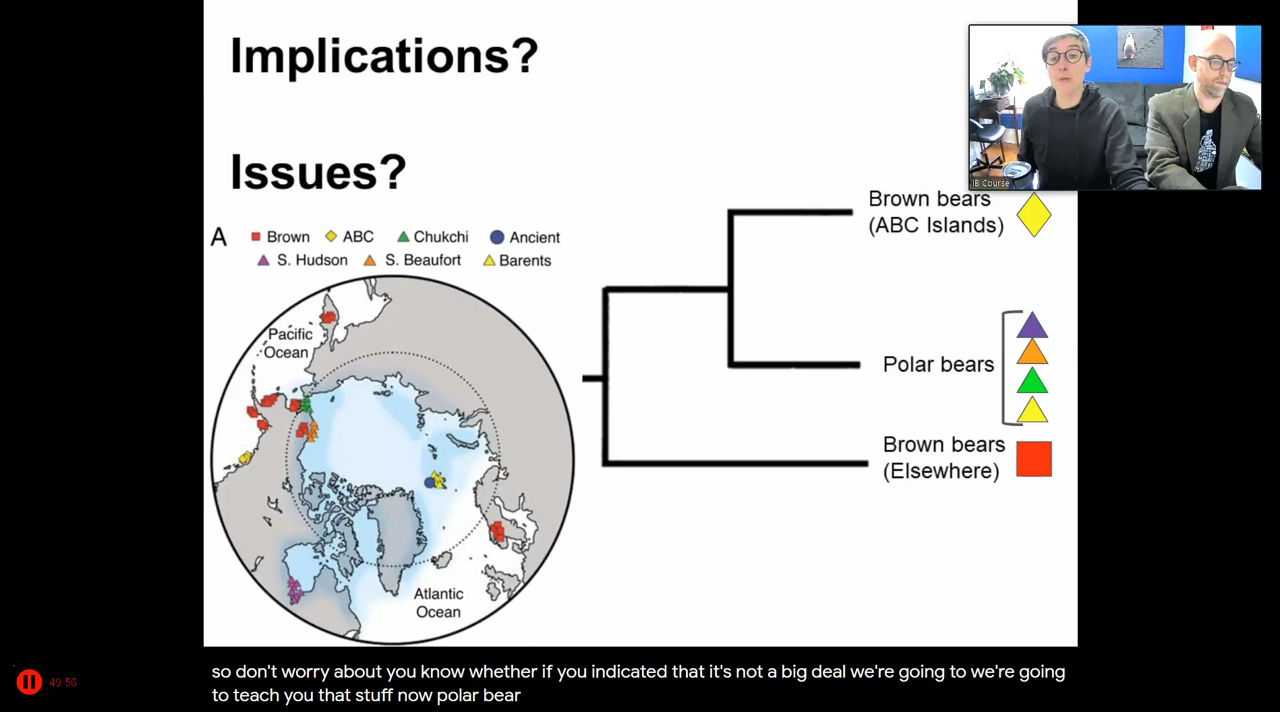 Implications?
Issues?
IB Course
A
Brown ABC Chukchi Ancient
S. Hudson S. Beaufort Barents
Pacific
Ocean
Atlantic
Ocean
Brown bears
(ABC Islands)
Polar bears
Brown bears
(Elsewhere)
49:56
so don't worry about you know whether if you indicated that it's not a big deal we're going to we're going
to teach you that stuff now polar bear